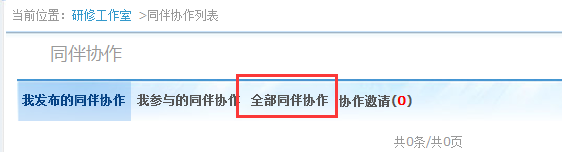 当前位置：研修工作室 >同伴协作列表
同伴协作
我发布的同伴协作 我参与的同伴协作 全部同伴协作 协作邀请(0)
共0条/共0页